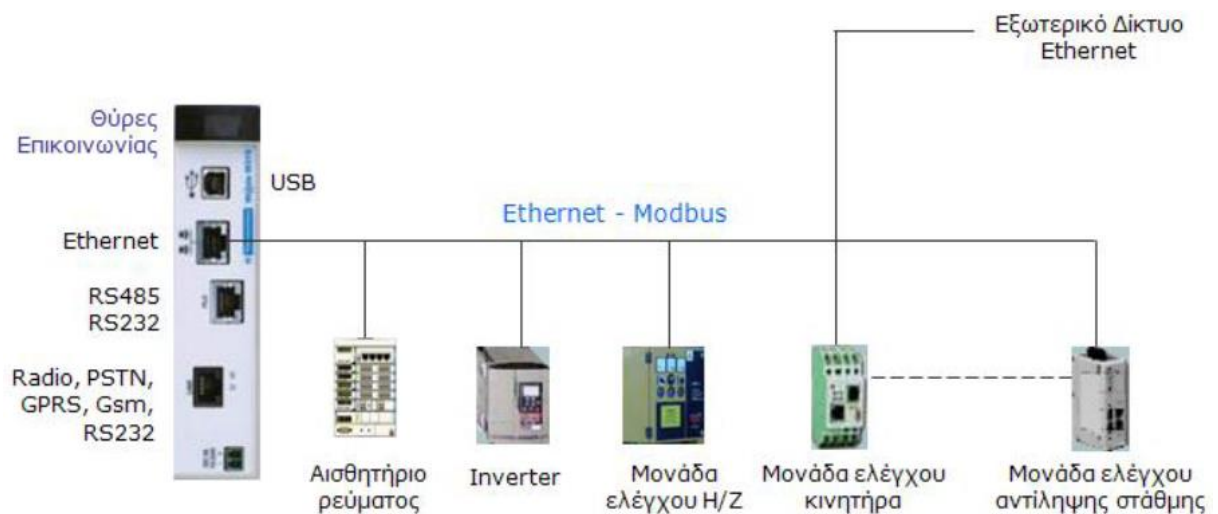 Εξωτερικό Δίκτυο
Ethernet
Θύρες
Επικοινωνίας
USB
Ethernet - Modbus
Ethernet
RS485
RS232
Radio, PSTN,
GPRS, Gsm,
RS232
Αισθητήριο
ρεύματος
Inverter
Μονάδα
ελέγχου Η/Ζ
Μονάδα ελέγχου
κινητήρα
Μονάδα ελέγχου
αντίληψης στάθμης